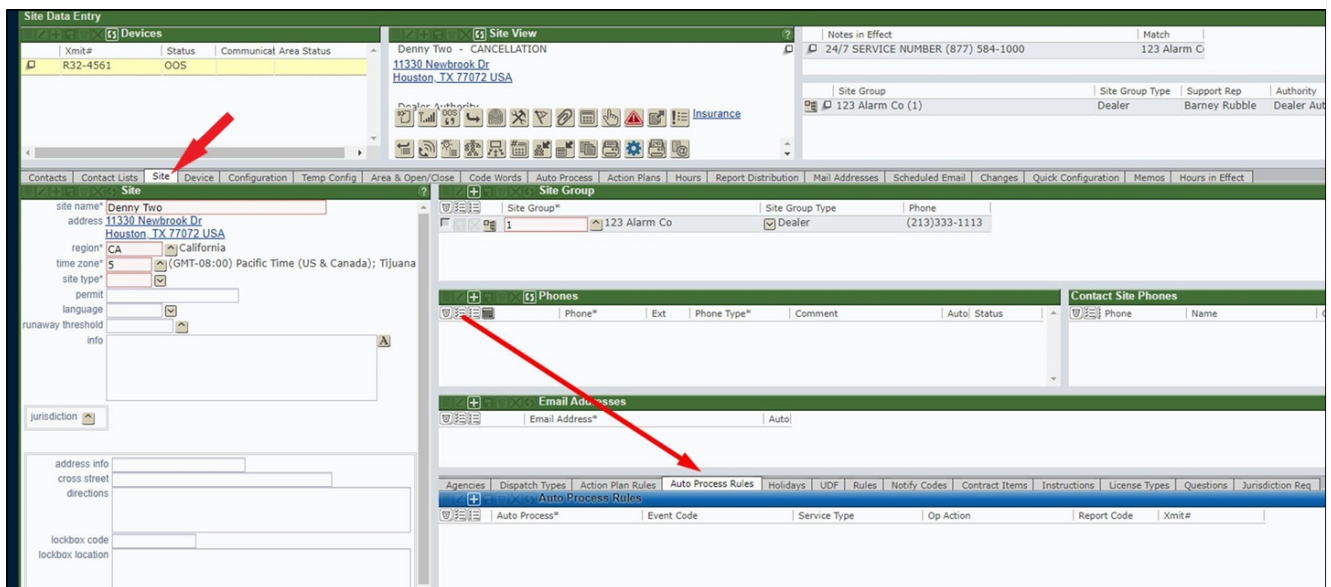 Site Data Entry
Devices
Xmit# Status Communicat Area Status
R32-4561 OOS
Site View ?
Denny Two - CANCELLATION
11330 Newbrook Dr
Houston, TX 77072 USA
Dealer Authority
OOS
Insurance
Notes in Effect Match
24/7 SERVICE NUMBER (877) 584-1000 123 Alarm C
Site Group Site Group Type Support Rep Authority
123 Alarm Co (1) Dealer Barney Rubble Dealer Aut
Contacts Contact Lists Site Device Configuration Temp Config Area & Open/Close Code Words Auto Process Action Plans Hours Report Distribution Mail Addresses Scheduled Email Changes Quick Configuration Memos Hours in Effect
Site ?
site name* Denny Two
address 11330 Newbrook Dr
Houston, TX 77072 USA
region* CA California
time zone* 5 (GMT-08:00) Pacific Time (US & Canada); Tijuana
site type*
permit
language
runaway threshold
info A
jurisdiction
address info
cross street
directions
lockbox code
lockbox location
Site Group
Site Group* Site Group Type Phone
1 123 Alarm Co Dealer (213)333-1113
Phones
Phone* Ext Phone Type* Comment Auto Status
Contact Site Phones
Phone Name
Email Addresses
Email Address* Auto
Agencies Dispatch Types Action Plan Rules Auto Process Rules Holidays UDF Rules Notify Codes Contract Items Instructions License Types Questions Jurisdiction Req
Auto Process Rules
Auto Process* Event Code Service Type Op Action Report Code Xmit#